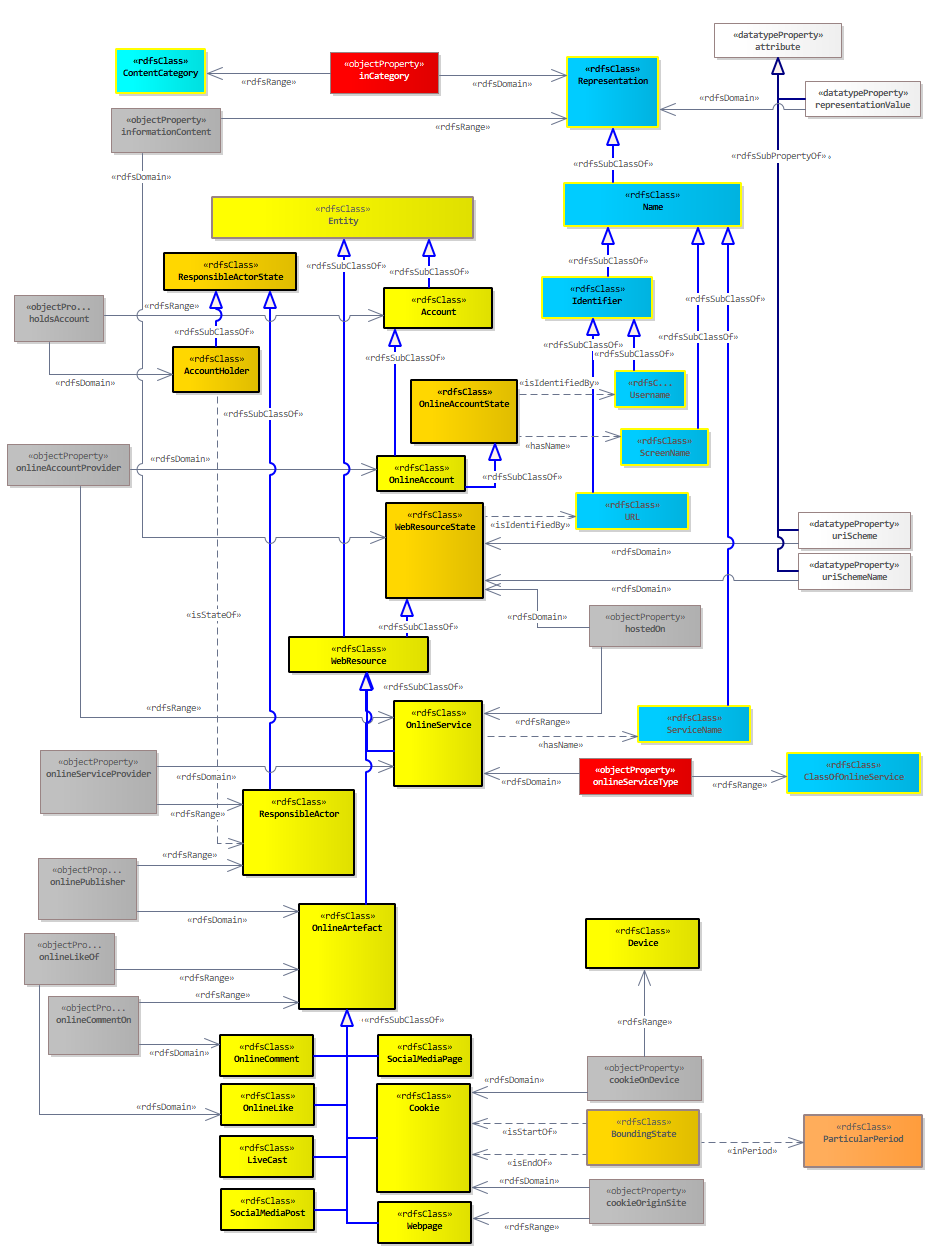 «datatypeProperty»
attribute
«rdfsClass»
ContentCategory
«objectProperty»
inCategory
«rdfsClass»
Representation
«rdfsRange»
«rdfsDomain»
«datatypeProperty»
representationValue
«rdfsDomain»
«objectProperty»
informationContent
«rdfsRange»
«rdfsSubClassOf»
«rdfsSubPropertyOf»
«rdfsDomain»
«rdfsClass»
Name
«rdfsClass»
Entity
«rdfsClass»
ResponsibleActorState
«rdfsSubClassOf»
«rdfsSubClassOf»
«rdfsSubClassOf»
«rdfsClass»
Identifier
«objectPro...
holdsAccount
«rdfsRange»
«rdfsClass»
Account
«rdfsSubClassOf»
«rdfsSubClassOf»
«rdfsSubClassOf»
«rdfsSubClassOf»
«rdfsSubClassOf»
«rdfsSubClassOf»
«rdfsClass»
AccountHolder
«rdfsDomain»
«rdfsClass»
OnlineAccountState
«isIdentifiedBy»
«rdfsC...
Username
«rdfsSubClassOf»
«hasName»
«rdfsClass»
ScreenName
«objectProperty»
onlineAccountProvider
«rdfsDomain»
«rdfsClass»
OnlineAccount
«rdfsSubClassOf»
«rdfsClass»
WebResourceState
«isIdentifiedBy»
«rdfsClass»
URL
«datatypeProperty»
uriScheme
«rdfsDomain»
«datatypeProperty»
uriSchemeName
«rdfsDomain»
«isStateOf»
«rdfsSubClassOf»
«rdfsDomain»
«objectProperty»
hostedOn
«rdfsClass»
WebResource
«rdfsSubClassOf»
«rdfsRange»
«rdfsClass»
OnlineService
«rdfsRange»
«hasName»
«rdfsClass»
ServiceName
«objectProperty»
onlineServiceProvider
«rdfsDomain»
«rdfsDomain»
«objectProperty»
onlineServiceType
«rdfsRange»
«rdfsClass»
ClassOfOnlineService
«rdfsRange»
«rdfsClass»
ResponsibleActor
«rdfsRange»
«objectProp...
onlinePublisher
«rdfsDomain»
«rdfsClass»
OnlineArtefact
«rdfsClass»
Device
«objectPro...
onlineLikeOf
«rdfsRange»
«rdfsRange»
«objectPro...
onlineCommentOn
«rdfsSubClassOf»
«rdfsRange»
«rdfsDomain»
«rdfsClass»
OnlineComment
«rdfsClass»
SocialMediaPage
«rdfsDomain»
«objectProperty»
cookieOnDevice
«rdfsDomain»
«rdfsClass»
OnlineLike
«rdfsClass»
Cookie
«isStartOf»
«rdfsClass»
BoundingState
«inPeriod»
«rdfsClass»
ParticularPeriod
«rdfsClass»
LiveCast
«isEndOf»
«rdfsDomain»
«objectProperty»
cookieOriginSite
«rdfsClass»
SocialMediaPost
«rdfsClass»
Webpage
«rdfsRange»